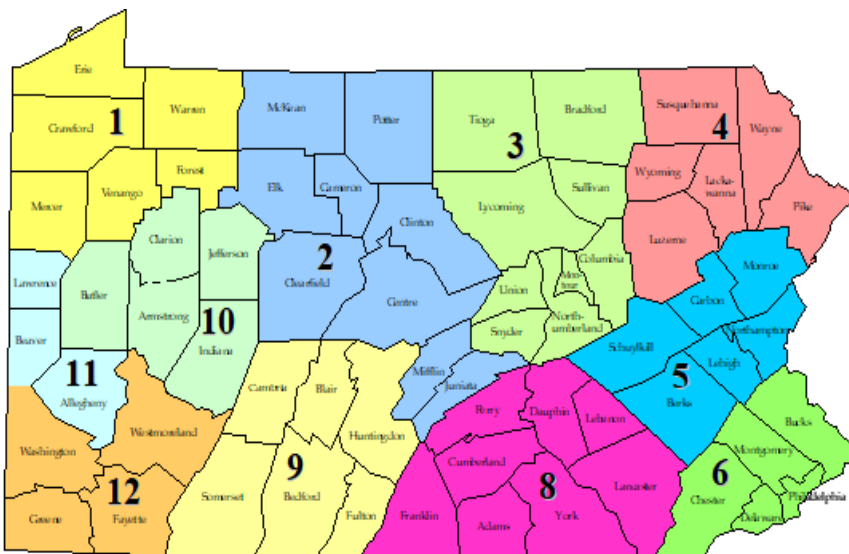 Erie
Crawford
1
Warren
McKean
Potter
Tioga
Bradford
3
Susquehanna
4
Wayne
Mercer
Venango
Forest
Elk
Cameron
Clinton
Lycoming
Sullivan
Wyoming
Lacka-
wanna
Pike
Luzerne
Clarion
Jefferson
Clearfield
2
Centre
Union
Mon-
tour
Columbia
Snyder
North-
umberland
Monroe
Carbon
Northampton
Lawrence
Butler
Armstrong
10
Indiana
Beaver
11
Allegheny
Mifflin
Juniata
Schuylkill
5
Lehigh
Berks
Cambria
Blair
Huntingdon
Perry
Dauphin
Lebanon
Bucks
Montgomery
Washington
Westmoreland
Somerset
9
Bedford
Fulton
Cumberland
Franklin
Adams
8
York
Lancaster
6
Chester
Delaware
Philadelphia
Greene
12
Fayette